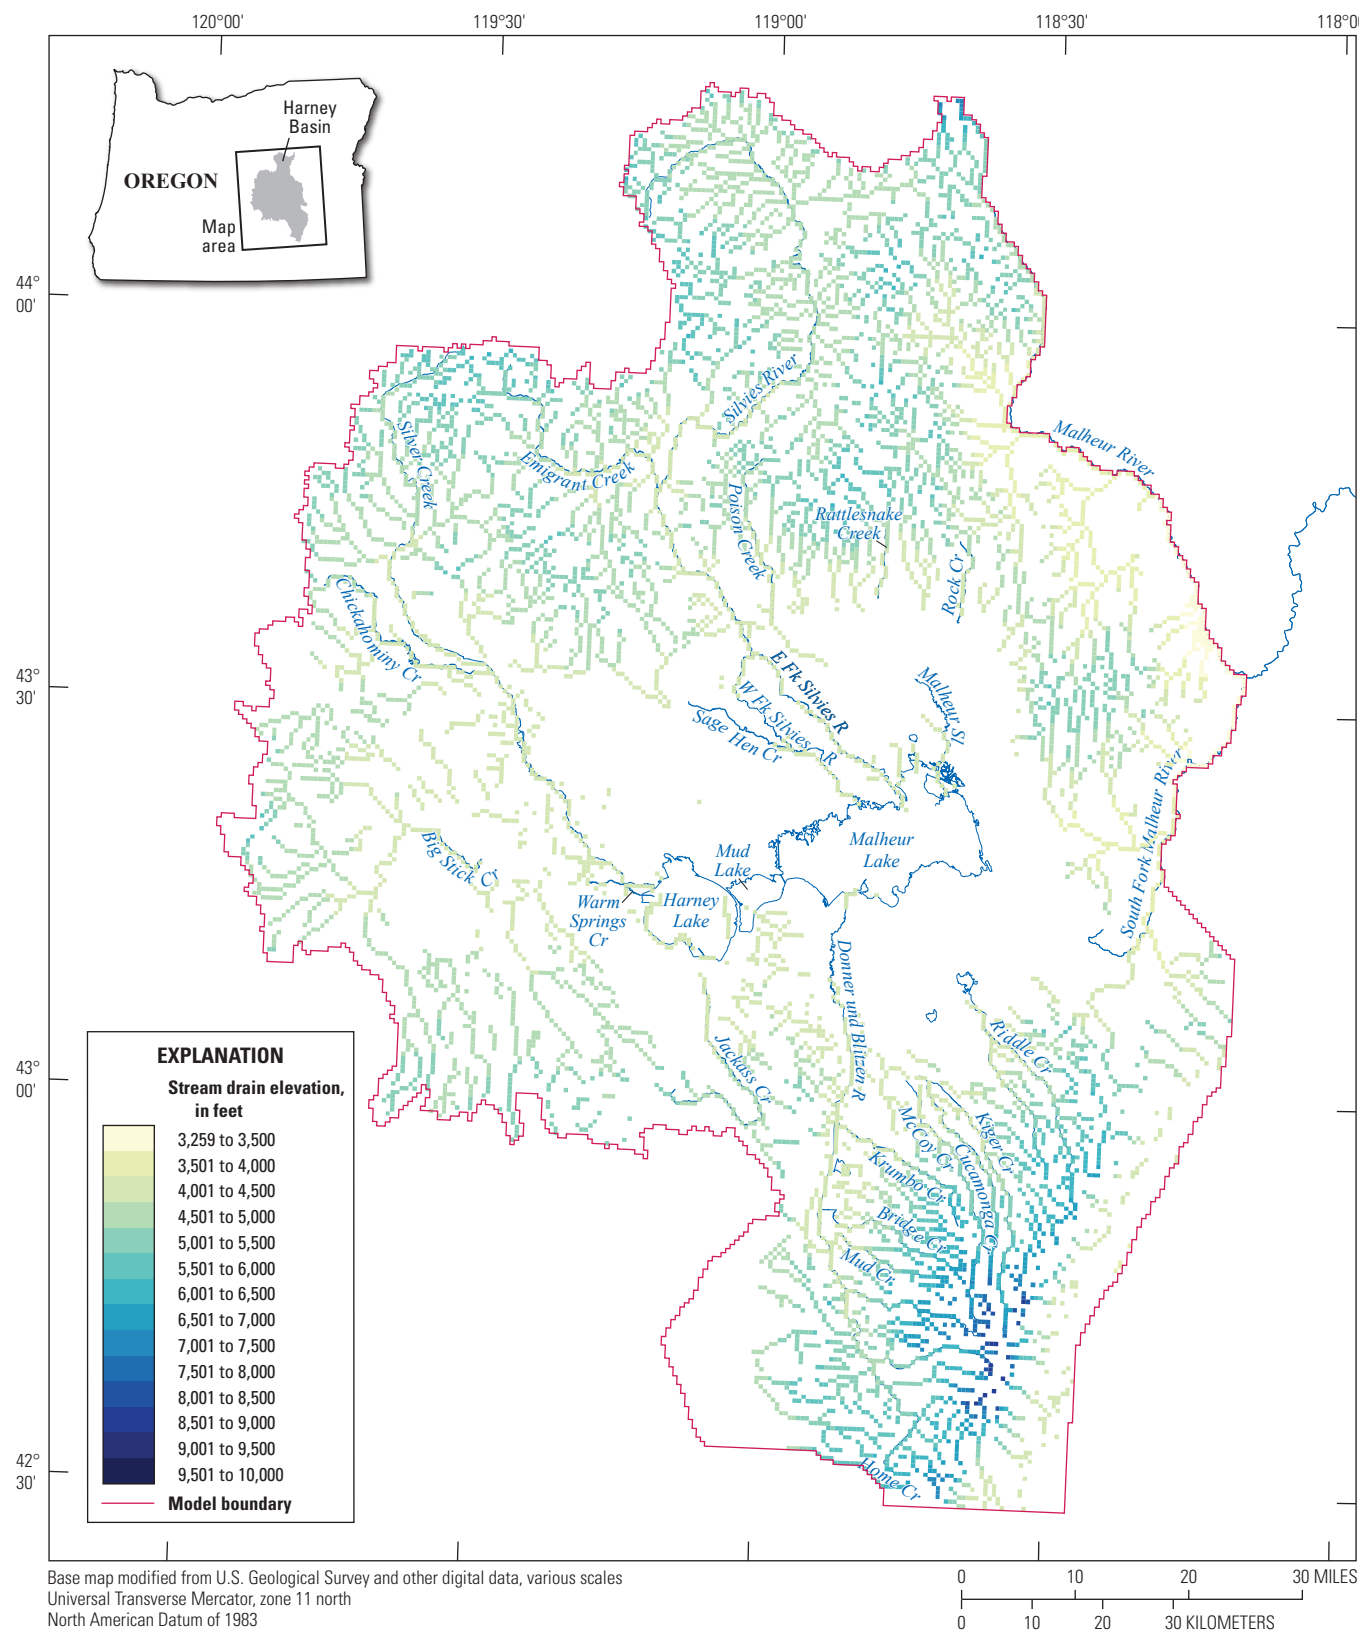 120°00'
119°30'
119°00'
118°30'
118°0
Harney
Basin
OREGON
Map
area
44°
00'
43°
30'
43°
00'
42°
30'
Silvies River
Malheur River
Silver Creek
Emigrant Creek
Poison Creek
Rattlesnake
Creek
Rock Cr
Chickahominy Cr
E Fk Silvies R
W Fk Silvies R
Sage Hen Cr
Malheur Sl
South Fork Malheur River
Big Stick Cr
Mud
Lake
Malheur
Lake
Warm
Springs
Cr
Harney
Lake
Donner und Blitzen R
Riddle Cr
Jackass Cr
Kiger Cr
McCoy Cr
Cucamonga Cr
Krumbo Cr
Bridge Cr
Mud Cr
Home Cr
EXPLANATION
Stream drain elevation,
in feet
3,259 to 3,500
3,501 to 4,000
4,001 to 4,500
4,501 to 5,000
5,001 to 5,500
5,501 to 6,000
6,001 to 6,500
6,501 to 7,000
7,001 to 7,500
7,501 to 8,000
8,001 to 8,500
8,501 to 9,000
9,001 to 9,500
9,501 to 10,000
Model boundary
Base map modified from U.S. Geological Survey and other digital data, various scales
Universal Transverse Mercator, zone 11 north
North American Datum of 1983
0 10 20 30 MILES
0 10 20 30 KILOMETERS